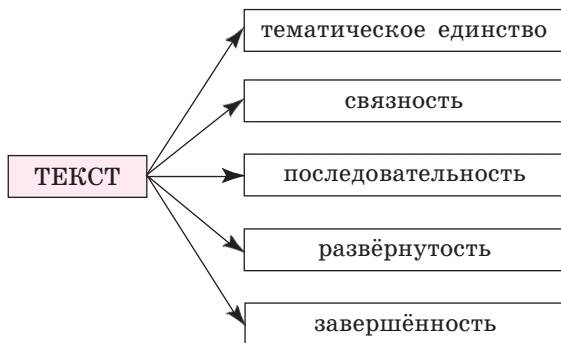 тематическое единство
связность
ТЕКСТ
последовательность
развёрнутость
завершённость